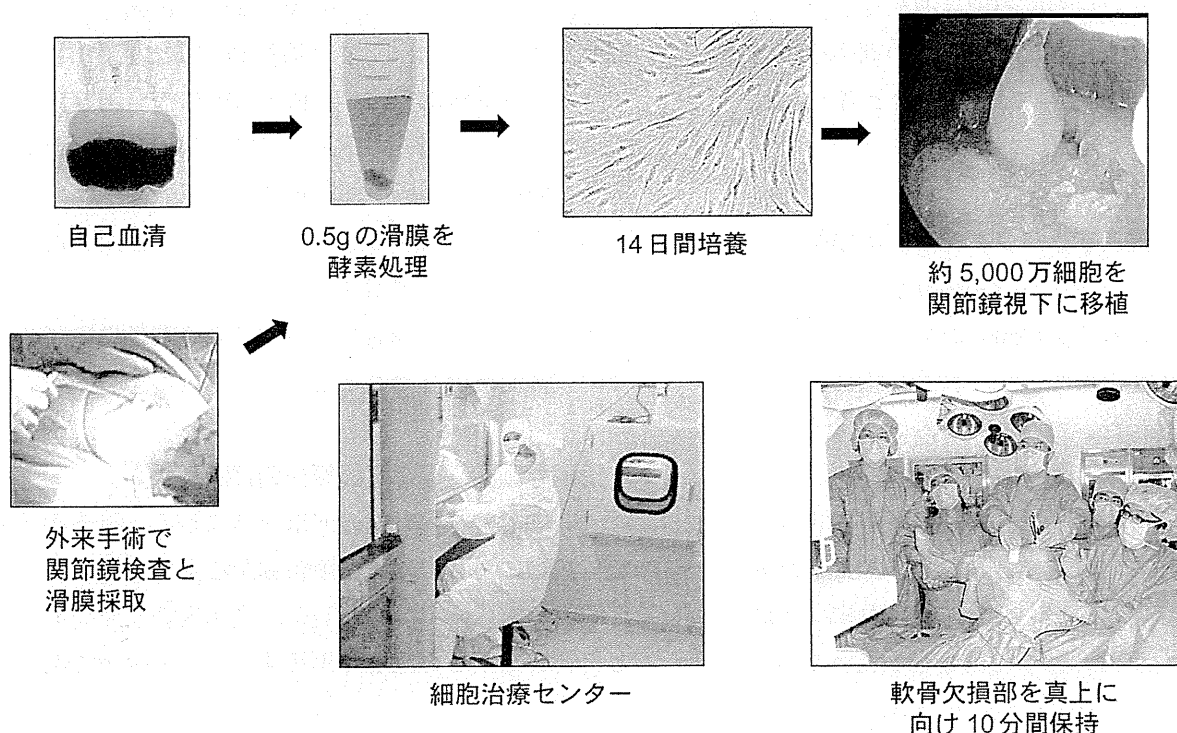 自己血清
0.5gの滑膜を
酵素処理
14日間培養
約 5,000万細胞を
関節鏡視下に移植
外来手術で
関節鏡検査と
滑膜採取
細胞治療センター
軟骨欠損部を真上に
向け 10分間保持